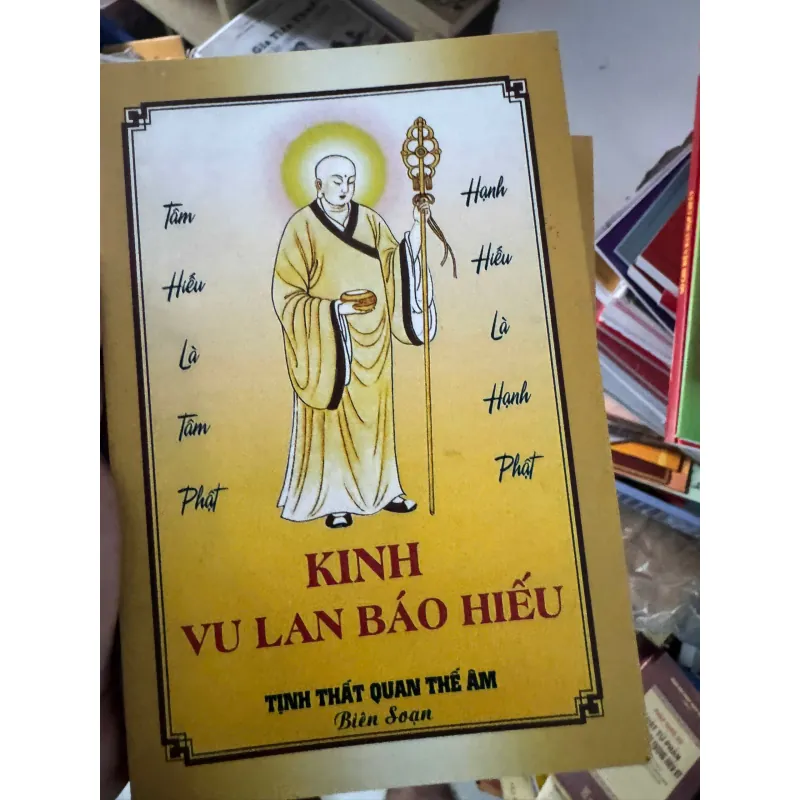 Tâm
Hiếu
Là
Tâm
Phật
Hạnh
Hiếu
Là
Hạnh
Phật
KINH
VU LAN BÁO HIẾU
TỊNH THẤT QUAN THẾ ÂM
Biên Soạn